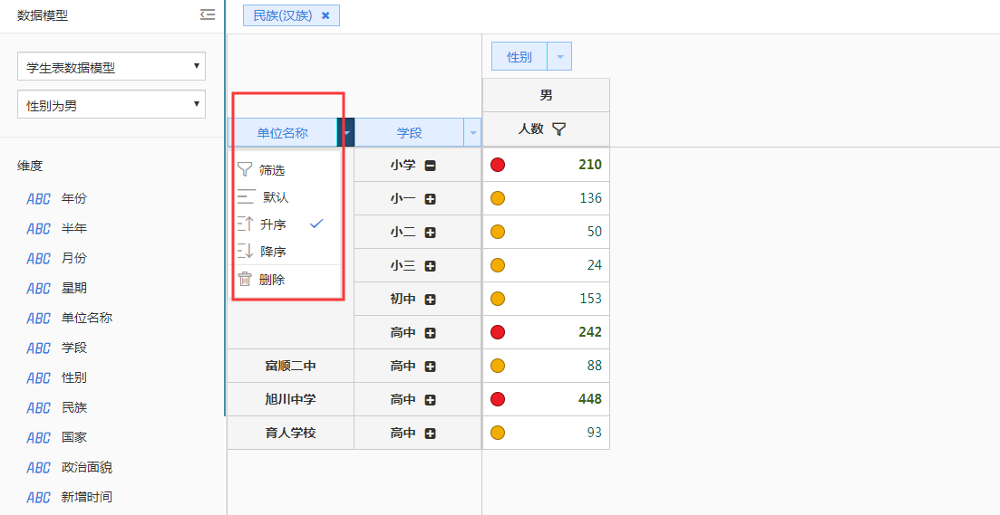 数据模型
学生表数据模型
性别为男
维度
ABC 年份
ABC 半年
ABC 月份
ABC 星期
ABC 单位名称
ABC 学段
ABC 性别
ABC 民族
ABC 国家
ABC 政治面貌
ABC 新增时间
民族(汉族)
性别
男
单位名称 学段 人数
筛选
默认
升序
降序
删除
小学 210
小一 136
小二 50
小三 24
初中 153
高中 242
富顺二中 高中 88
旭川中学 高中 448
育人学校 高中 93